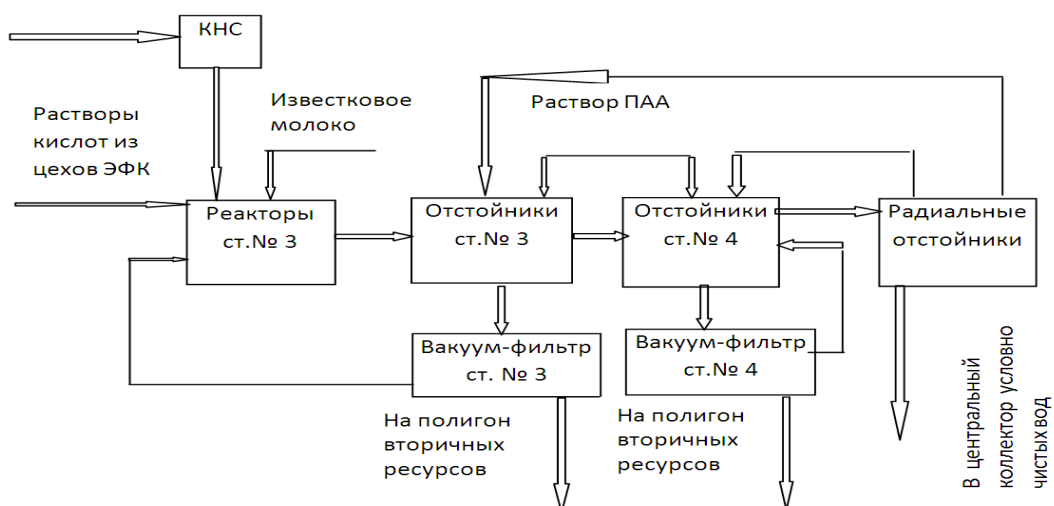 КНС
Растворы
кислот из
цехов ЭФК
Известковое
молоко
Раствор ПАА
Реакторы
ст.№ 3
Отстойники
ст.№ 3
Отстойники
ст.№ 4
Радиальные
отстойники
Вакуум-фильтр
ст. № 3
Вакуум-фильтр
ст.№ 4
На полигон
вторичных
ресурсов
На полигон
вторичных
ресурсов
В центральный
коллектор условно
чистых вод